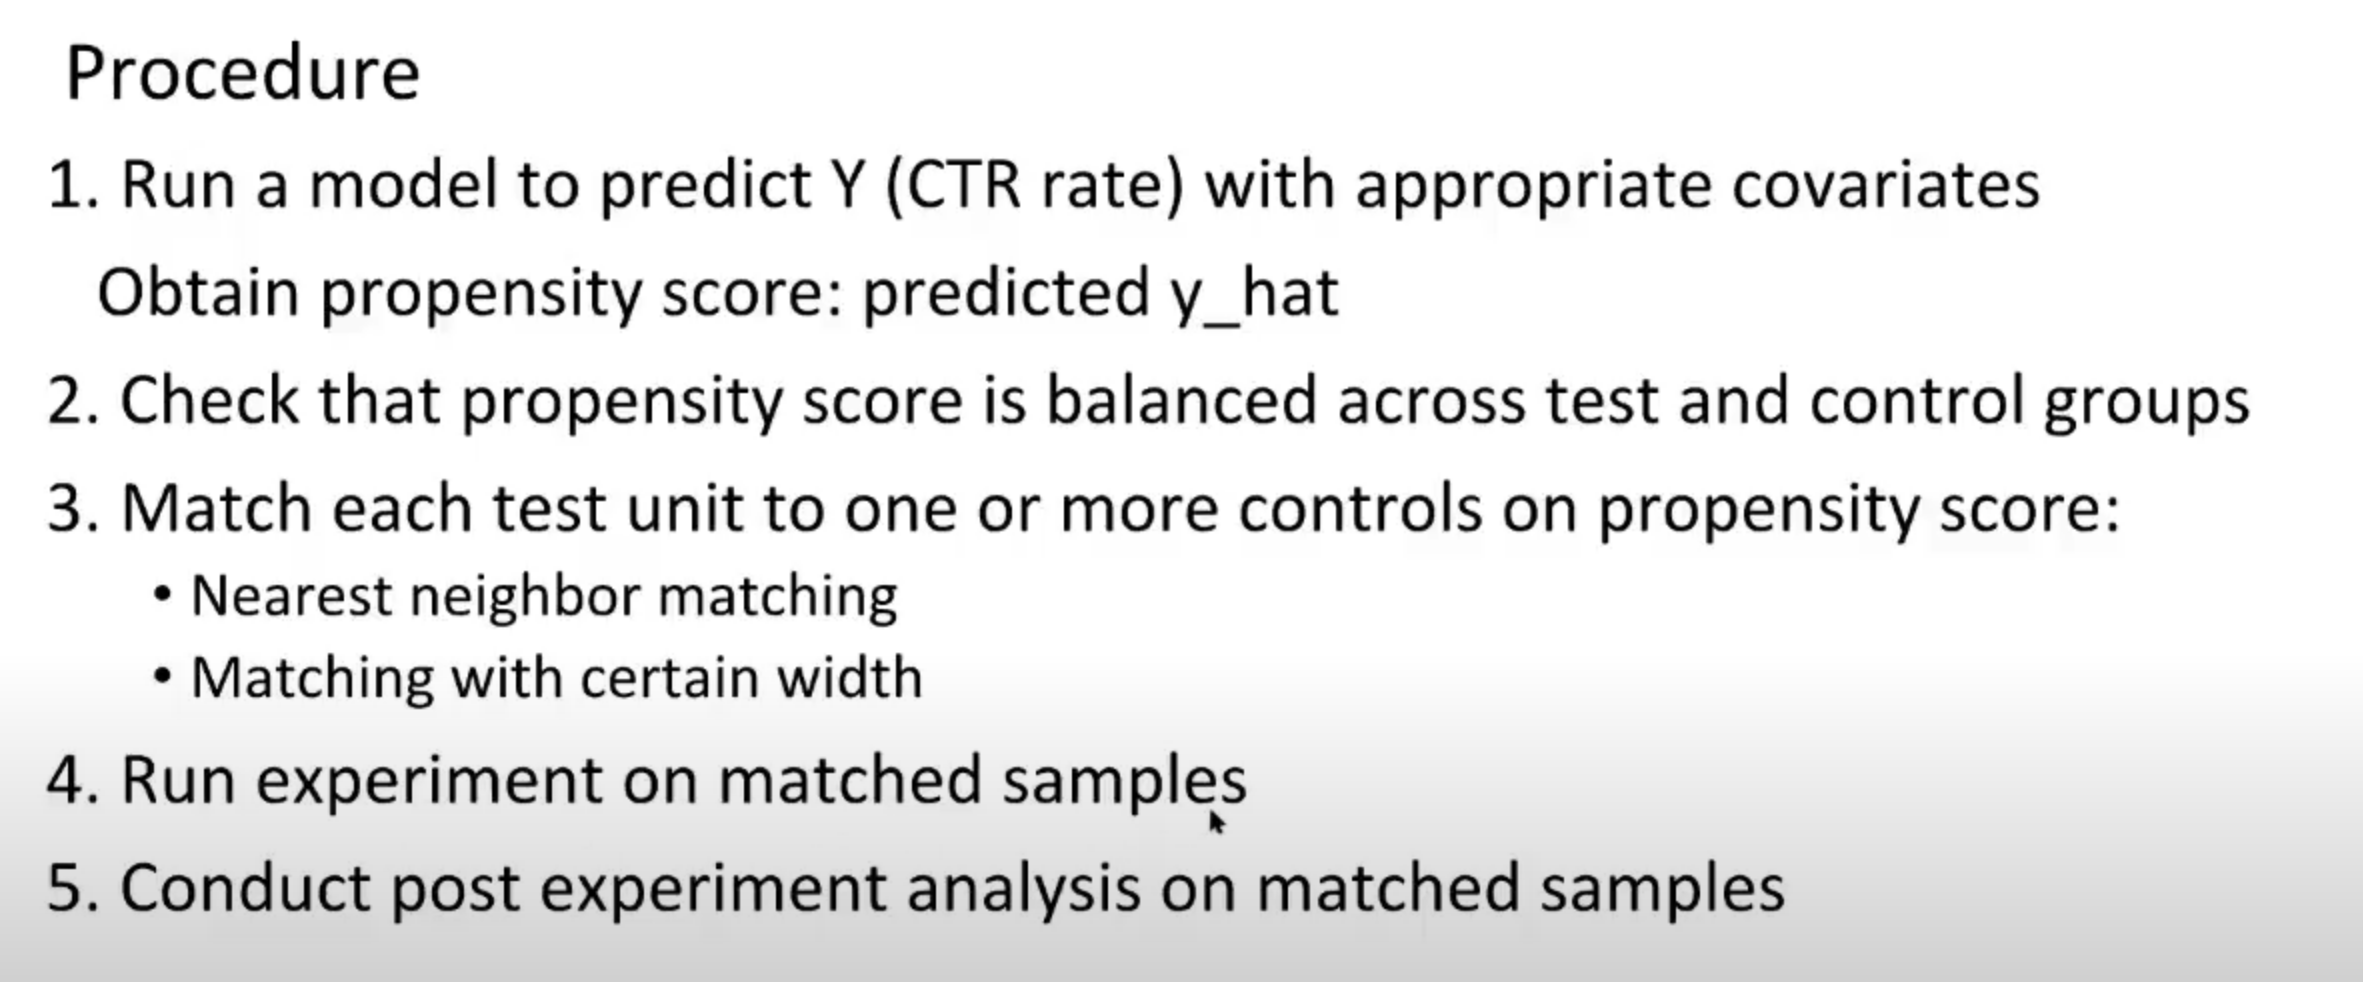 Procedure
1. Run a model to predict Y (CTR rate) with appropriate covariates
Obtain propensity score: predicted y_hat
2. Check that propensity score is balanced across test and control groups
3. Match each test unit to one or more controls on propensity score:
• Nearest neighbor matching
• Matching with certain width
4. Run experiment on matched samples
5. Conduct post experiment analysis on matched samples